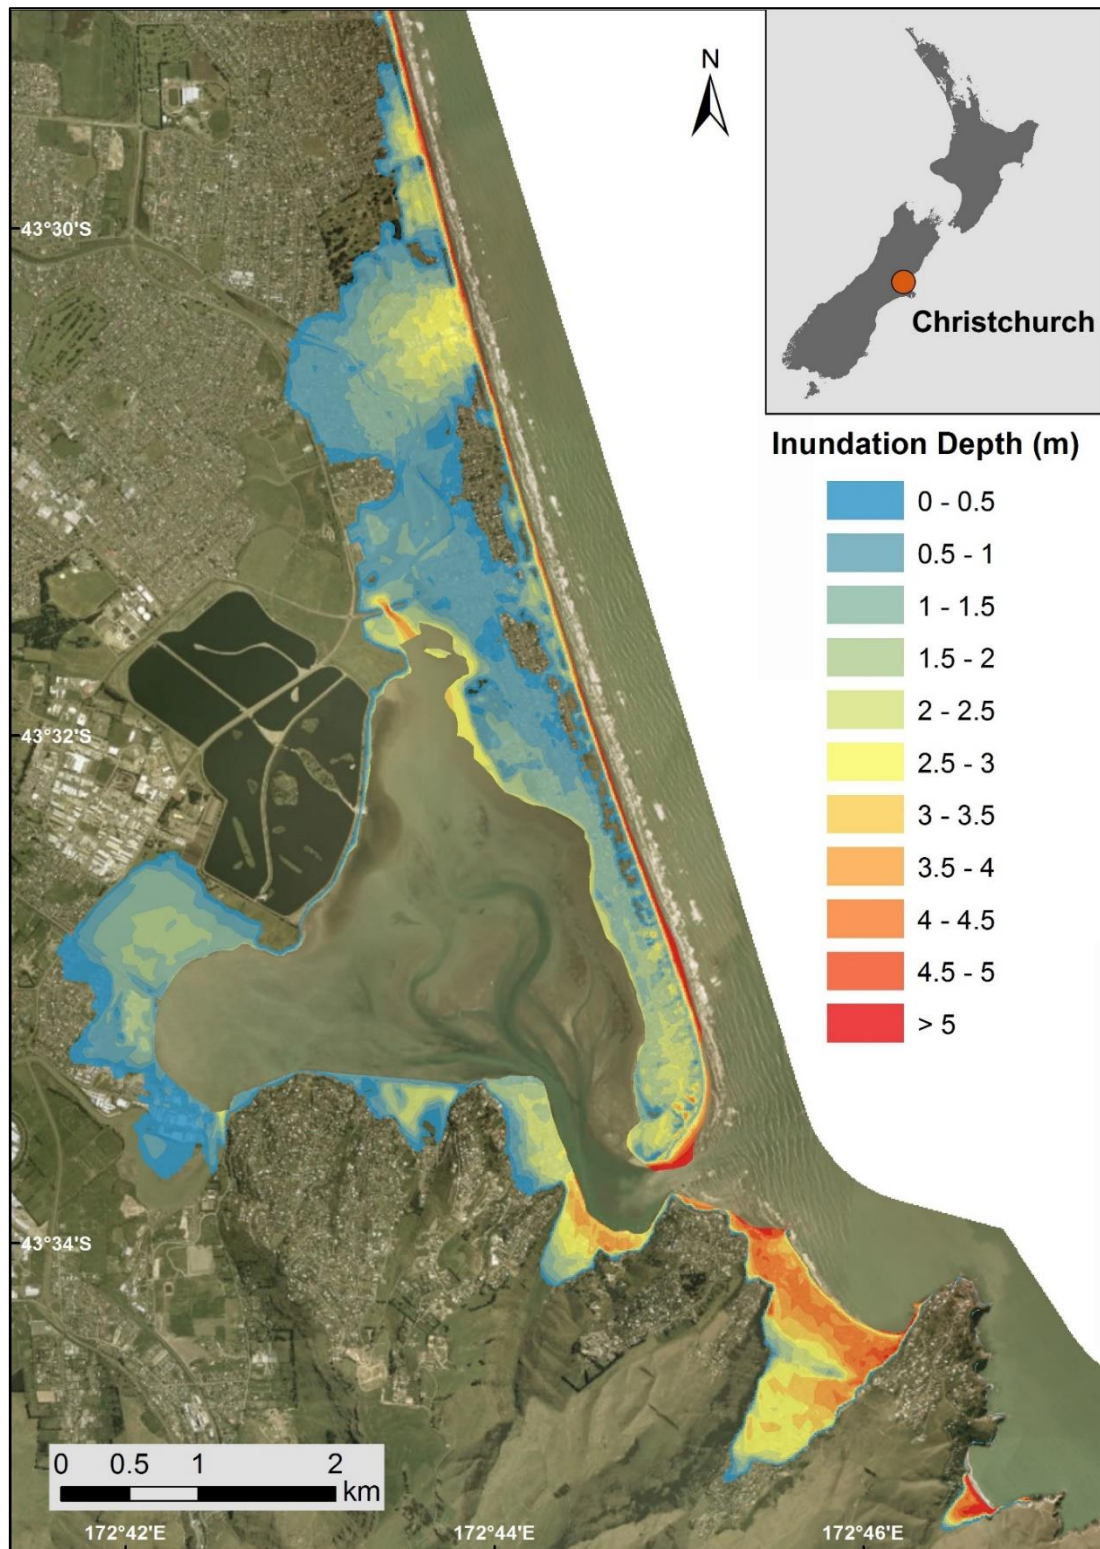 N
Christchurch
43°30'S
Inundation Depth (m)
0 - 0.5
0.5 - 1
1 - 1.5
1.5 - 2
2 - 2.5
2.5 - 3
3 - 3.5
3.5 - 4
4 - 4.5
4.5 - 5
> 5
43°32'S
43°34'S
0 0.5 1 2
km
172°42'E 172°44'E 172°46'E